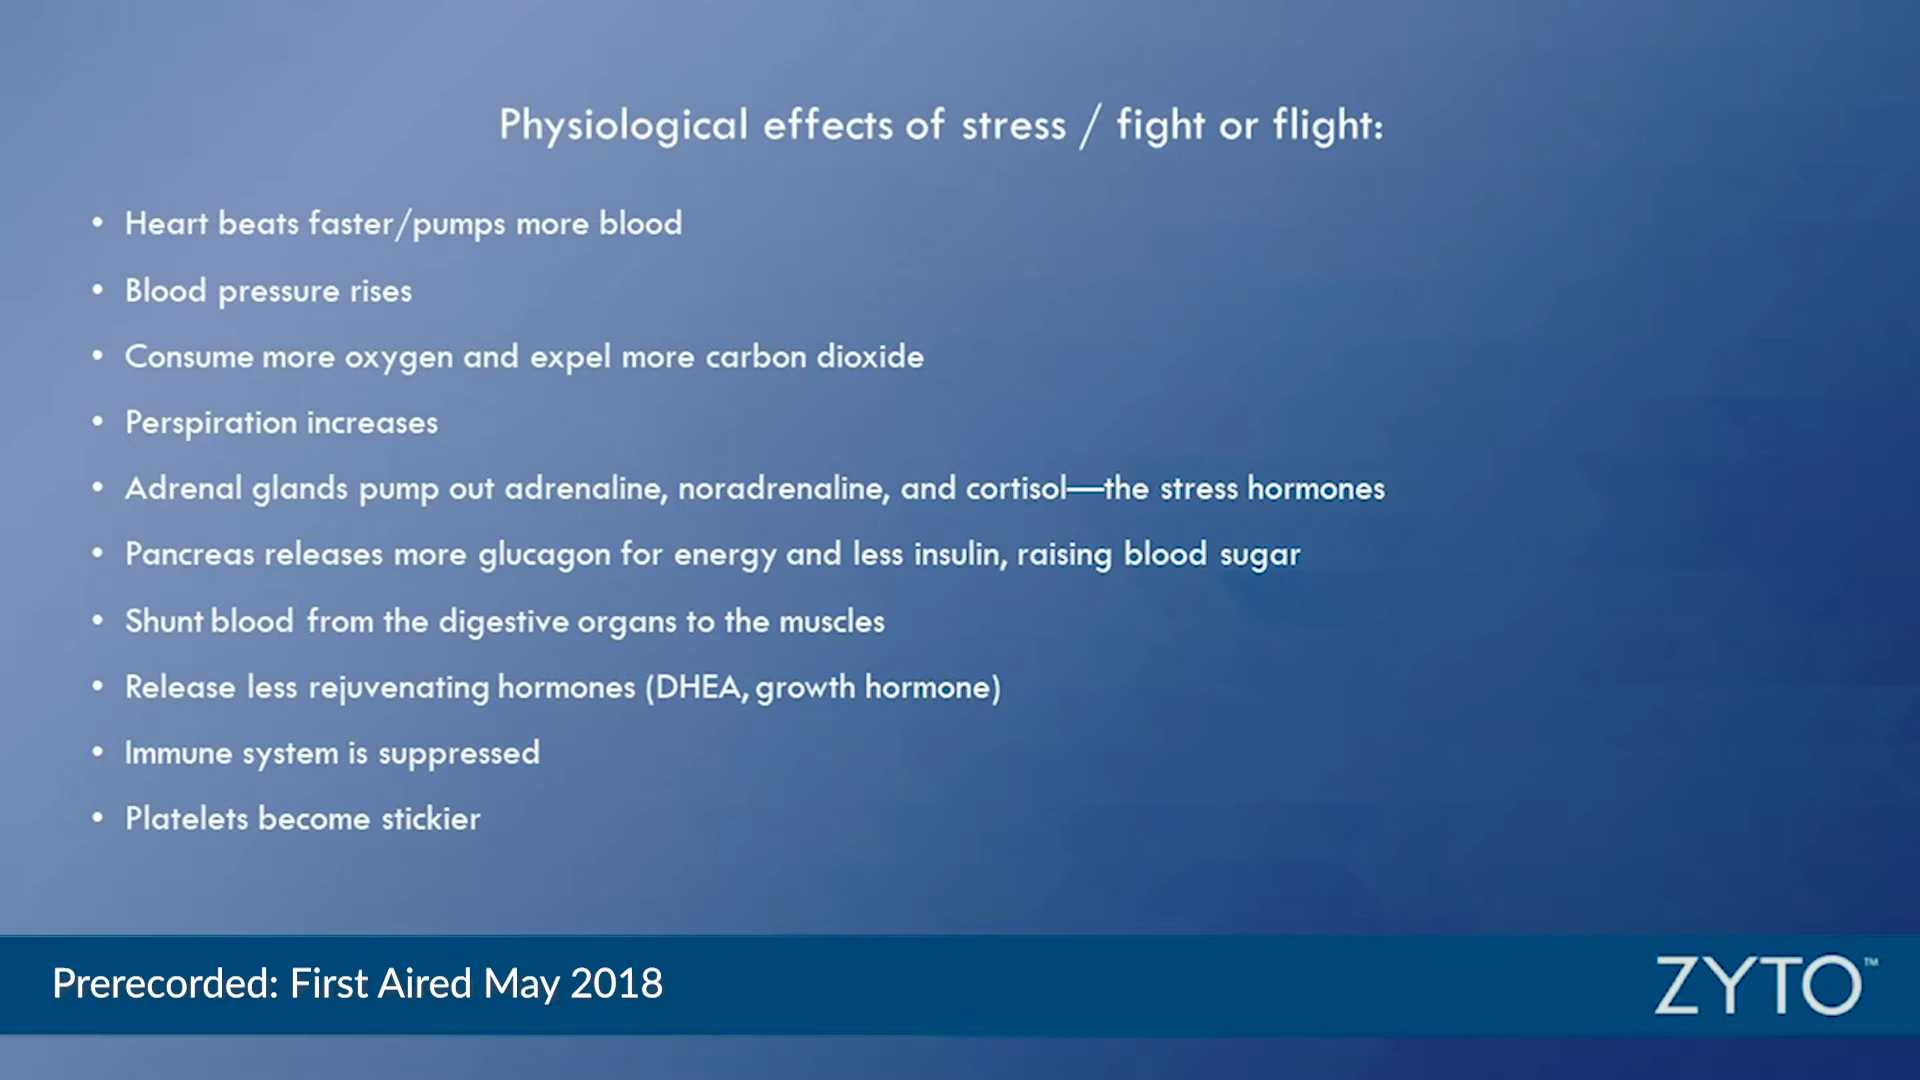 Physiological effects of stress / fight or flight:
• Heart beats faster/pumps more blood
• Blood pressure rises
• Consume more oxygen and expel more carbon dioxide
• Perspiration increases
• Adrenal glands pump out adrenaline, noradrenaline, and cortisol—the stress hormones
• Pancreas releases more glucagon for energy and less insulin, raising blood sugar
• Shunt blood from the digestive organs to the muscles
• Release less rejuvenating hormones (DHEA, growth hormone)
• Immune system is suppressed
• Platelets become stickier
Prerecorded: First Aired May 2018
ZYTO™